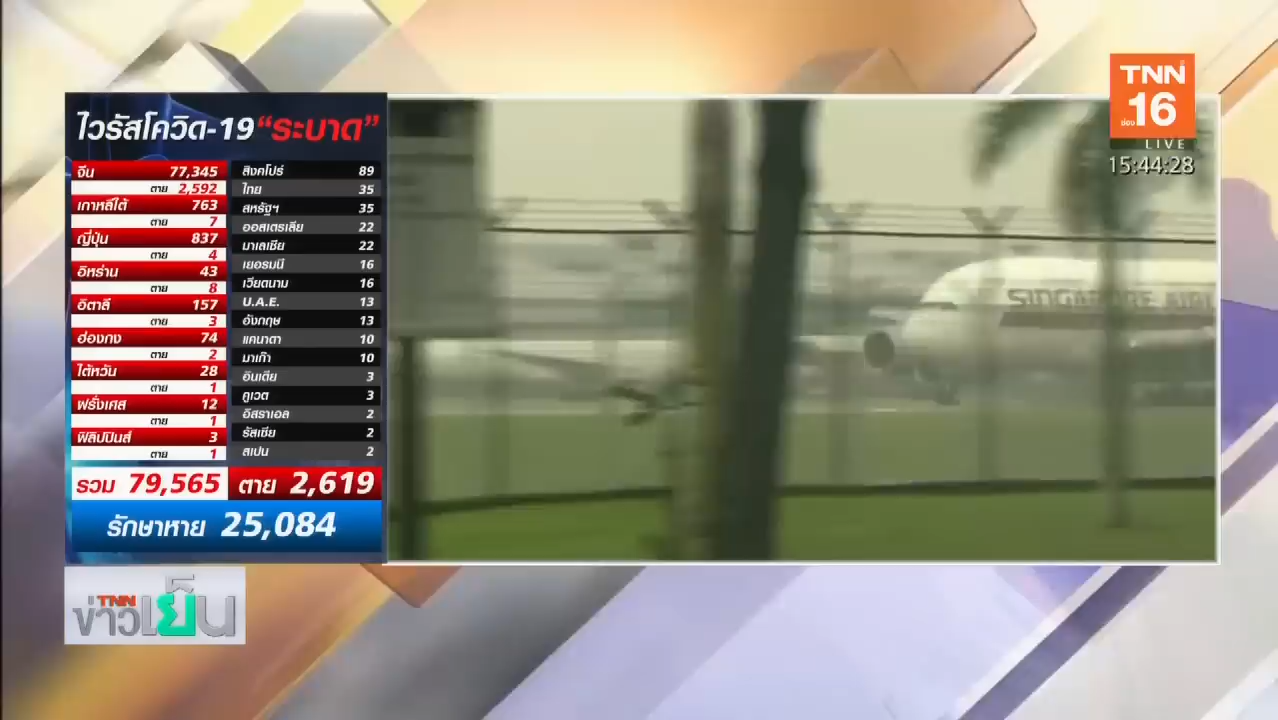 ไวรัสโควิด-19 “ระบาด”
จีน 77,345
ตาย 2,592
เกาหลีใต้ 763
ตาย 7
ญี่ปุ่น 837
ตาย 4
อิหร่าน 43
ตาย 8
อิตาลี 157
ตาย 3
ฮ่องกง 74
ตาย 2
ไต้หวัน 28
ตาย 1
ฝรั่งเศส 12
ตาย 1
ฟิลิปปินส์ 3
ตาย 1
สิงคโปร์ 89
ไทย 35
สหรัฐฯ 35
ออสเตรเลีย 22
มาเลเซีย 22
เยอรมนี 16
เวียดนาม 16
U.A.E. 13
อังกฤษ 13
แคนาดา 10
มาเก๊า 10
อินเดีย 3
คูเวต 3
อิสราเอล 2
รัสเซีย 2
สเปน 2
รวม 79,565 ตาย 2,619
รักษาหาย 25,084
TNN
ช่อง 16
LIVE
15:44:28
SINGAPORE AIRL
TNN
ข่าวเย็น